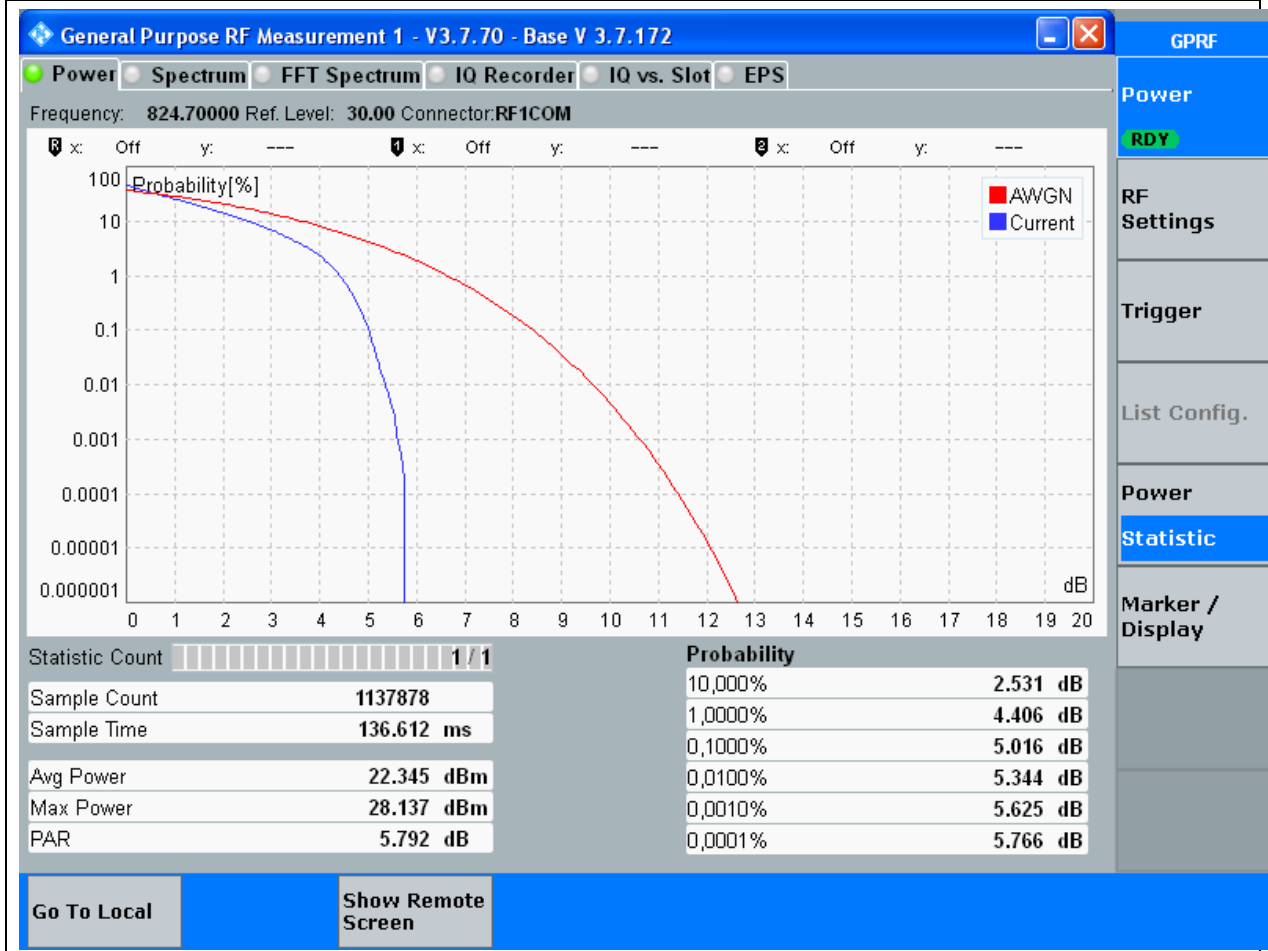 General Purpose RF Measurement 1 - V3.7.70 - Base V 3.7.172
GPRF
Power Spectrum FFT Spectrum IQ Recorder IQ vs. Slot EPS
Frequency: 824.70000 Ref. Level: 30.00 Connector:RF1COM
R x: Off y: --- 1 x: Off y: --- 2 x: Off y: ---
Probability[%]
100
10
1
0.1
0.01
0.001
0.0001
0.00001
0.000001
AWGN
Current
dB
0 1 2 3 4 5 6 7 8 9 10 11 12 13 14 15 16 17 18 19 20
Statistic Count 1 / 1
Sample Count 1137878
Sample Time 136.612 ms
Avg Power 22.345 dBm
Max Power 28.137 dBm
PAR 5.792 dB
Probability
10,000% 2.531 dB
1,0000% 4.406 dB
0,1000% 5.016 dB
0,0100% 5.344 dB
0,0010% 5.625 dB
0,0001% 5.766 dB
Power
RDY
RF
Settings
Trigger
List Config.
Power
Statistic
Marker /
Display
Go To Local
Show Remote
Screen